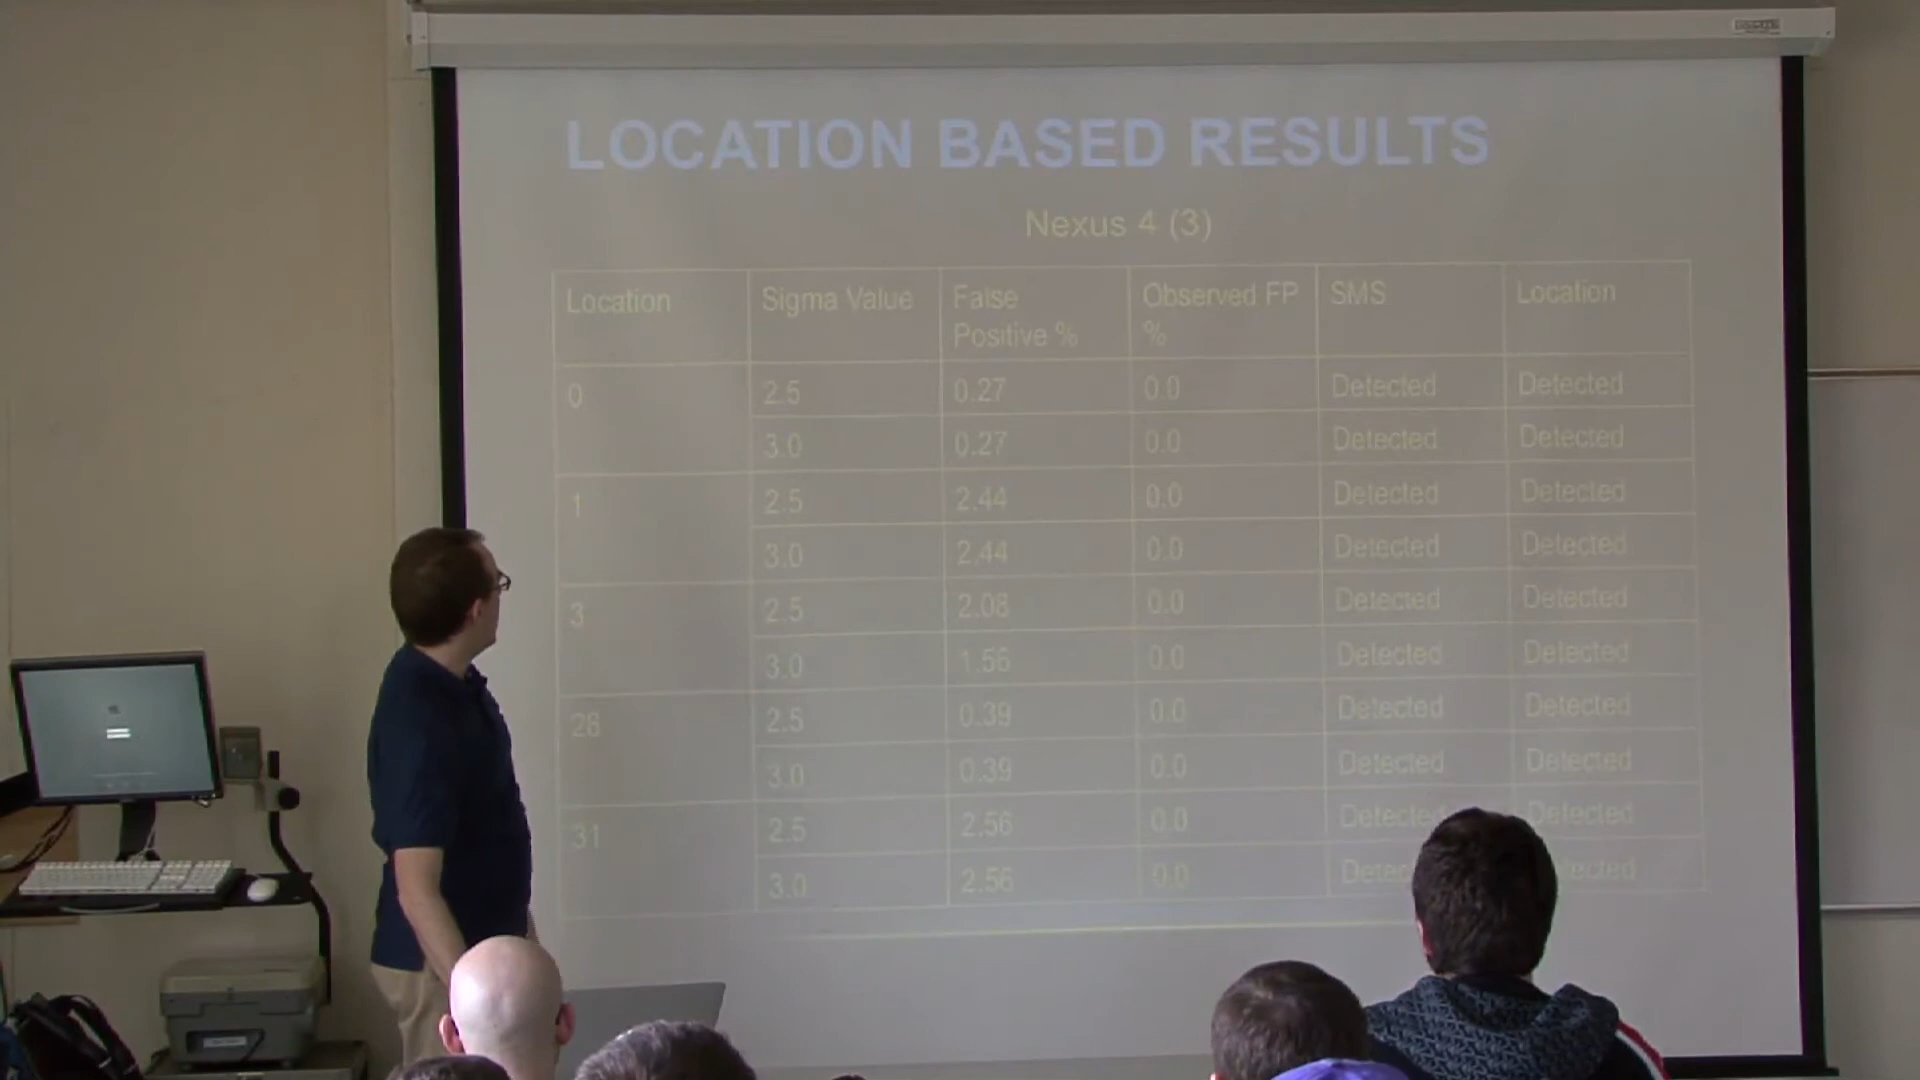 LOCATION BASED RESULTS
Nexus 4 (3)
Location Sigma Value False Positive % Observed FP % SMS Location
0 2.5 0.27 0.0 Detected Detected
3.0 0.27 0.0 Detected Detected
1 2.5 2.44 0.0 Detected Detected
3.0 2.44 0.0 Detected Detected
3 2.5 2.08 0.0 Detected Detected
3.0 1.56 0.0 Detected Detected
28 2.5 0.39 0.0 Detected Detected
3.0 0.39 0.0 Detected Detected
31 2.5 2.56 0.0 Detected Detected
3.0 2.56 0.0 Detec tected